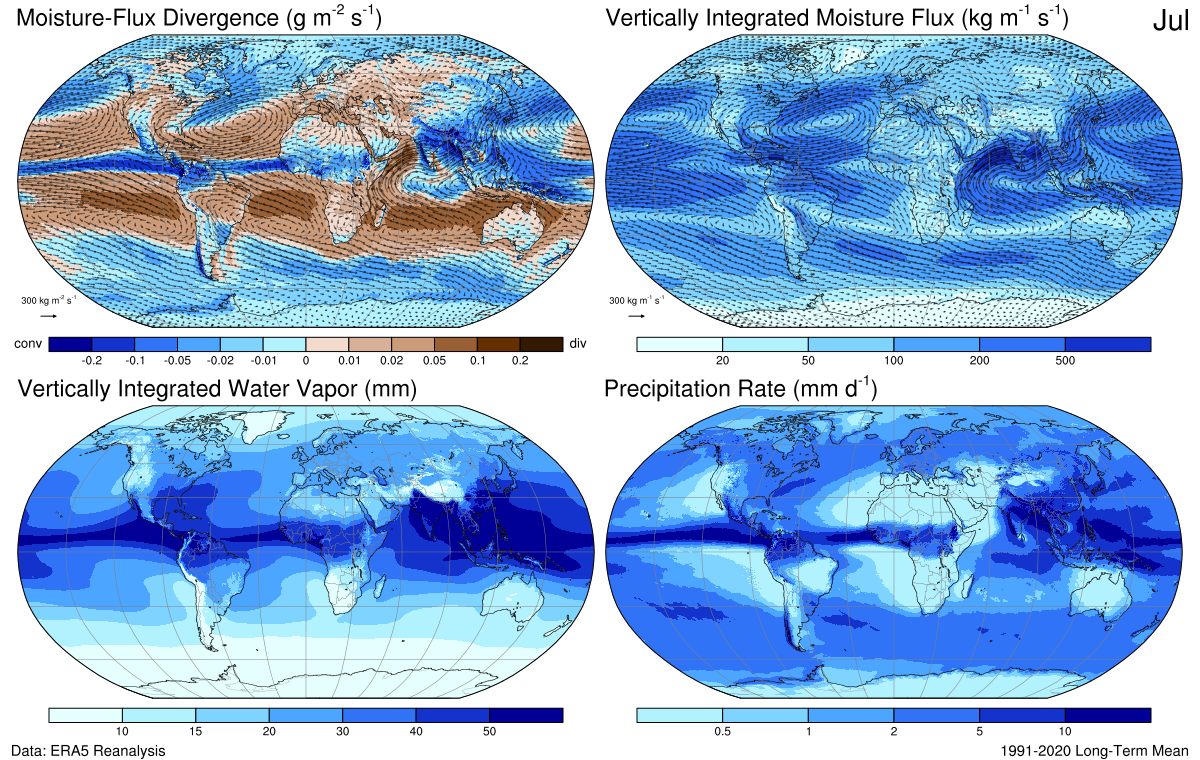 Moisture-Flux Divergence (g m⁻² s⁻¹)
Vertically Integrated Moisture Flux (kg m⁻¹ s⁻¹)
Jul
300 kg m⁻² s⁻¹
300 kg m⁻¹ s⁻¹
conv
div
-0.2 -0.1 -0.05 -0.02 -0.01 0 0.01 0.02 0.05 0.1 0.2
20 50 100 200 500
Vertically Integrated Water Vapor (mm)
Precipitation Rate (mm d⁻¹)
10 15 20 30 40 50
0.5 1 2 5 10
Data: ERA5 Reanalysis
1991-2020 Long-Term Mean